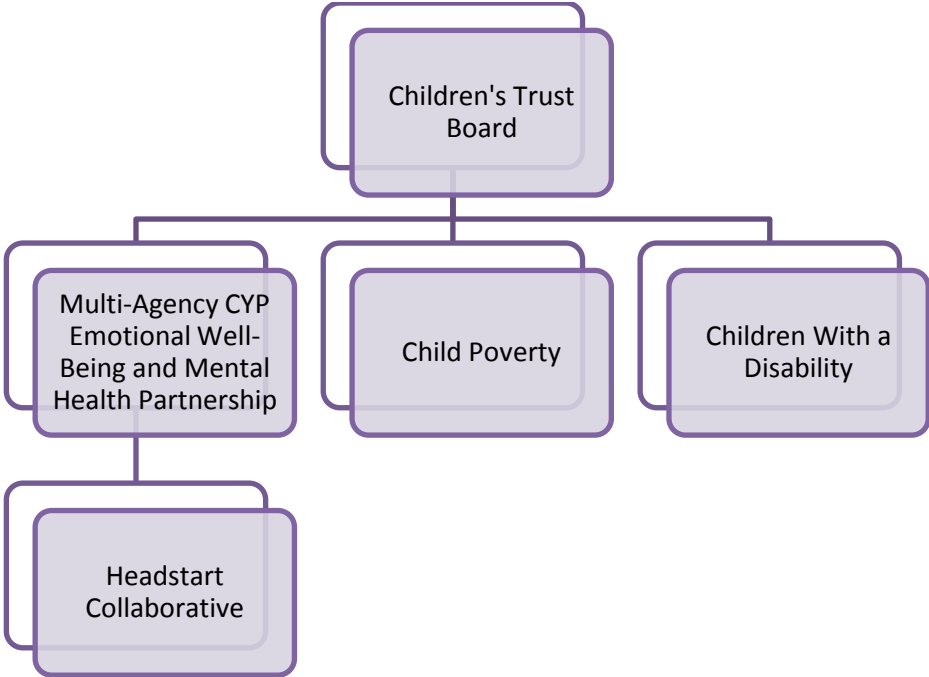 Children's Trust
Board
Multi-Agency CYP
Emotional Well-
Being and Mental
Health Partnership
Child Poverty
Children With a
Disability
Headstart
Collaborative